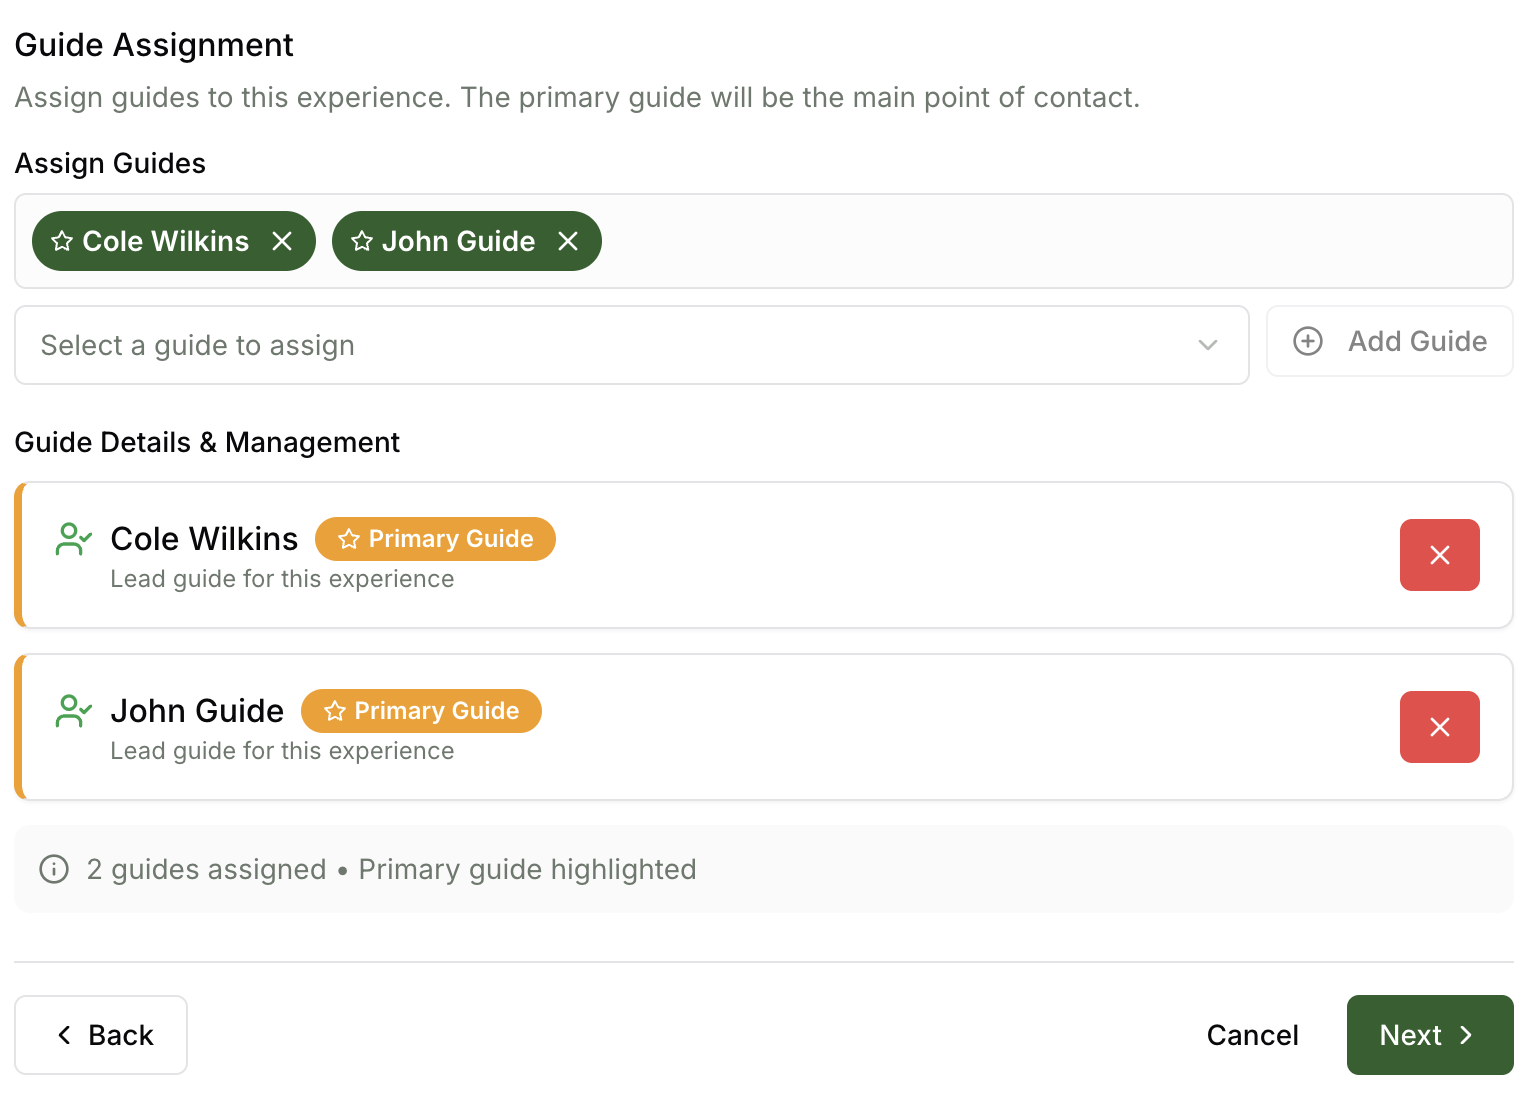 Guide Assignment
Assign guides to this experience. The primary guide will be the main point of contact.
Assign Guides
Cole Wilkins John Guide
Select a guide to assign Add Guide
Guide Details & Management
Cole Wilkins Primary Guide
Lead guide for this experience
John Guide Primary Guide
Lead guide for this experience
2 guides assigned • Primary guide highlighted
Back Cancel Next